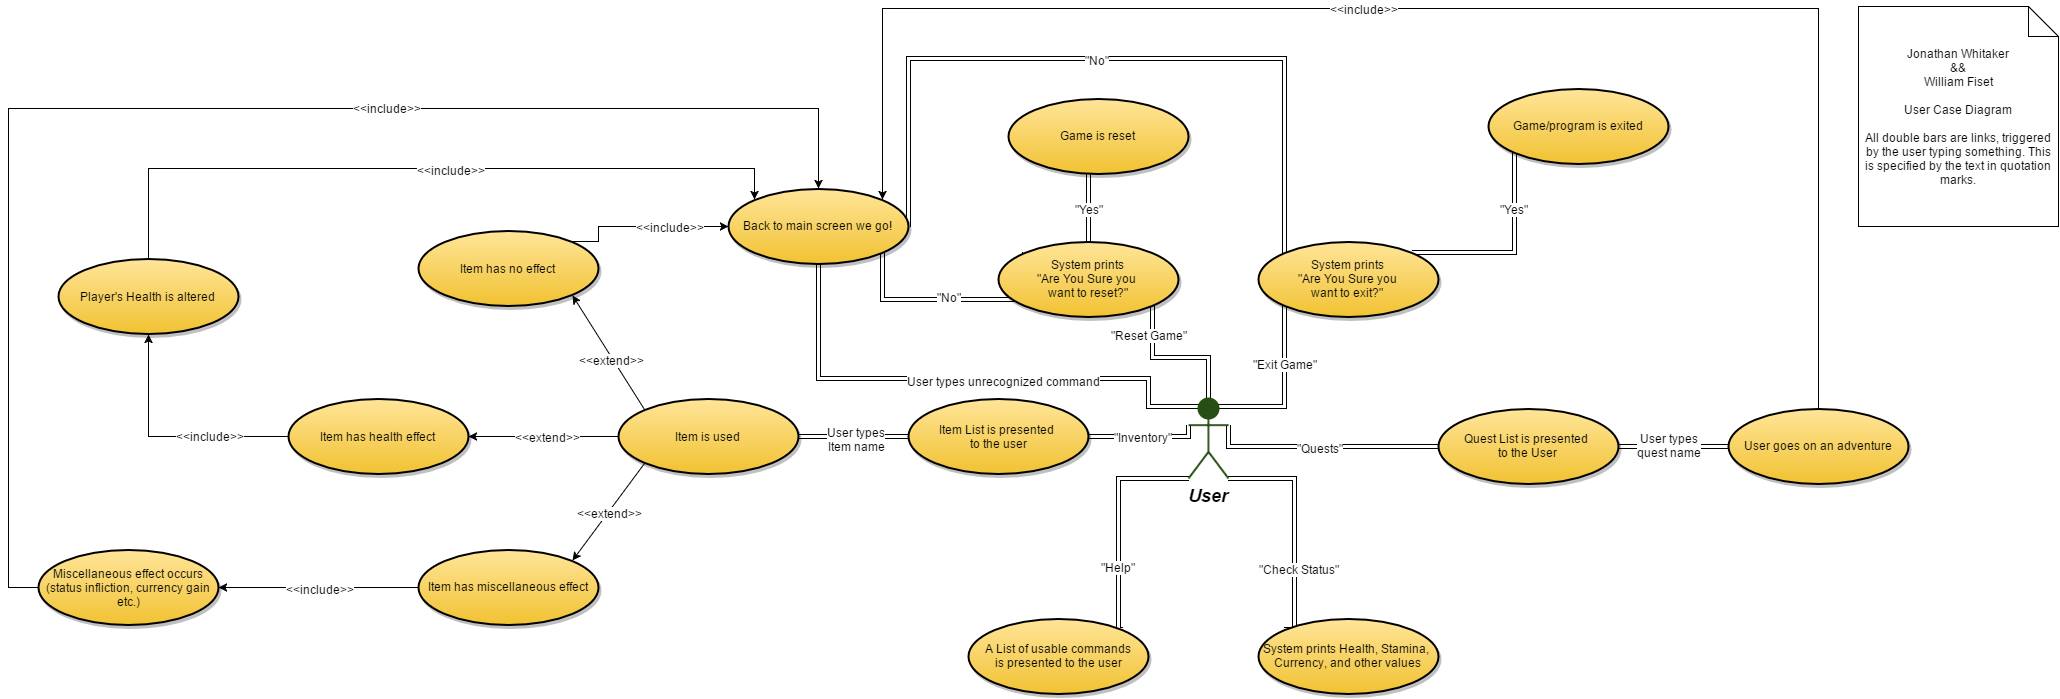 <<include>>
Jonathan Whitaker
&&
William Fiset
User Case Diagram
All double bars are links, triggered
by the user typing something. This
is specified by the text in quotation
marks.
"No"
<<include>>
Game is reset
Game/program is exited
<<include>>
"Yes"
"Yes"
<<include>>
Back to main screen we go!
Item has no effect
System prints
"Are You Sure you
want to reset?"
System prints
"Are You Sure you
want to exit?"
Player's Health is altered
"No"
"Reset Game"
<<extend>>
"Exit Game"
User types unrecognized command
Item has health effect
<<include>>
<<extend>>
Item is used
User types
Item name
Item List is presented
to the user
"Inventory"
"Quests"
Quest List is presented
to the User
User types
quest name
User goes on an adventure
User
<<extend>>
"Help"
"Check Status"
Miscellaneous effect occurs
(status infliction, currency gain
etc.)
<<include>>
Item has miscellaneous effect
A List of usable commands
is presented to the user
System prints Health, Stamina,
Currency, and other values